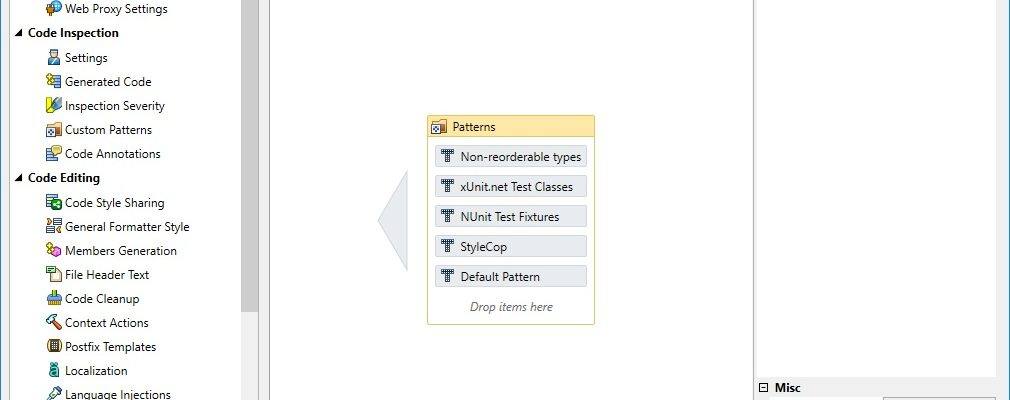 Web Proxy Settings
Code Inspection
Settings
Generated Code
Inspection Severity
Custom Patterns
Code Annotations
Code Editing
Code Style Sharing
General Formatter Style
Members Generation
File Header Text
Code Cleanup
Context Actions
Postfix Templates
Localization
Language Injections
Patterns
Non-reorderable types
xUnit.net Test Classes
NUnit Test Fixtures
StyleCop
Default Pattern
Drop items here
Misc